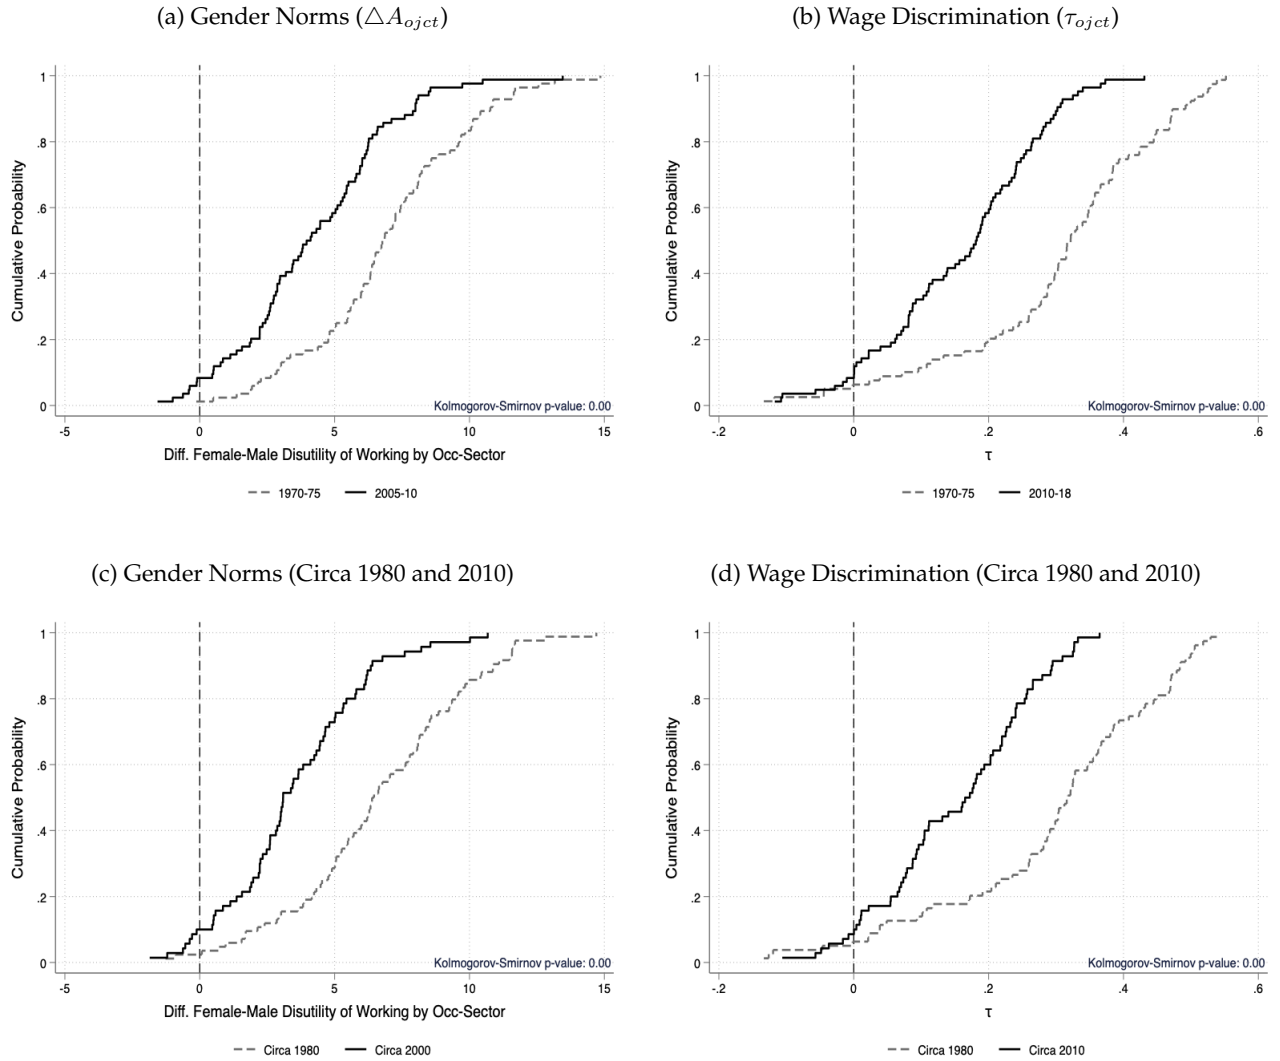 (a) Gender Norms (△A_ojct)
(b) Wage Discrimination (τ_ojct)
Cumulative Probability
1
.8
.6
.4
.2
0
Kolmogorov-Smirnov p-value: 0.00
-5 0 5 10 15
Diff. Female-Male Disutility of Working by Occ-Sector
1970-75 2005-10
Cumulative Probability
1
.8
.6
.4
.2
0
Kolmogorov-Smirnov p-value: 0.00
-.2 0 .2 .4 .6
τ
1970-75 2010-18
(c) Gender Norms (Circa 1980 and 2010)
(d) Wage Discrimination (Circa 1980 and 2010)
Cumulative Probability
1
.8
.6
.4
.2
0
Kolmogorov-Smirnov p-value: 0.00
-5 0 5 10 15
Diff. Female-Male Disutility of Working by Occ-Sector
Circa 1980 Circa 2000
Cumulative Probability
1
.8
.6
.4
.2
0
Kolmogorov-Smirnov p-value: 0.00
-.2 0 .2 .4 .6
τ
Circa 1980 Circa 2010